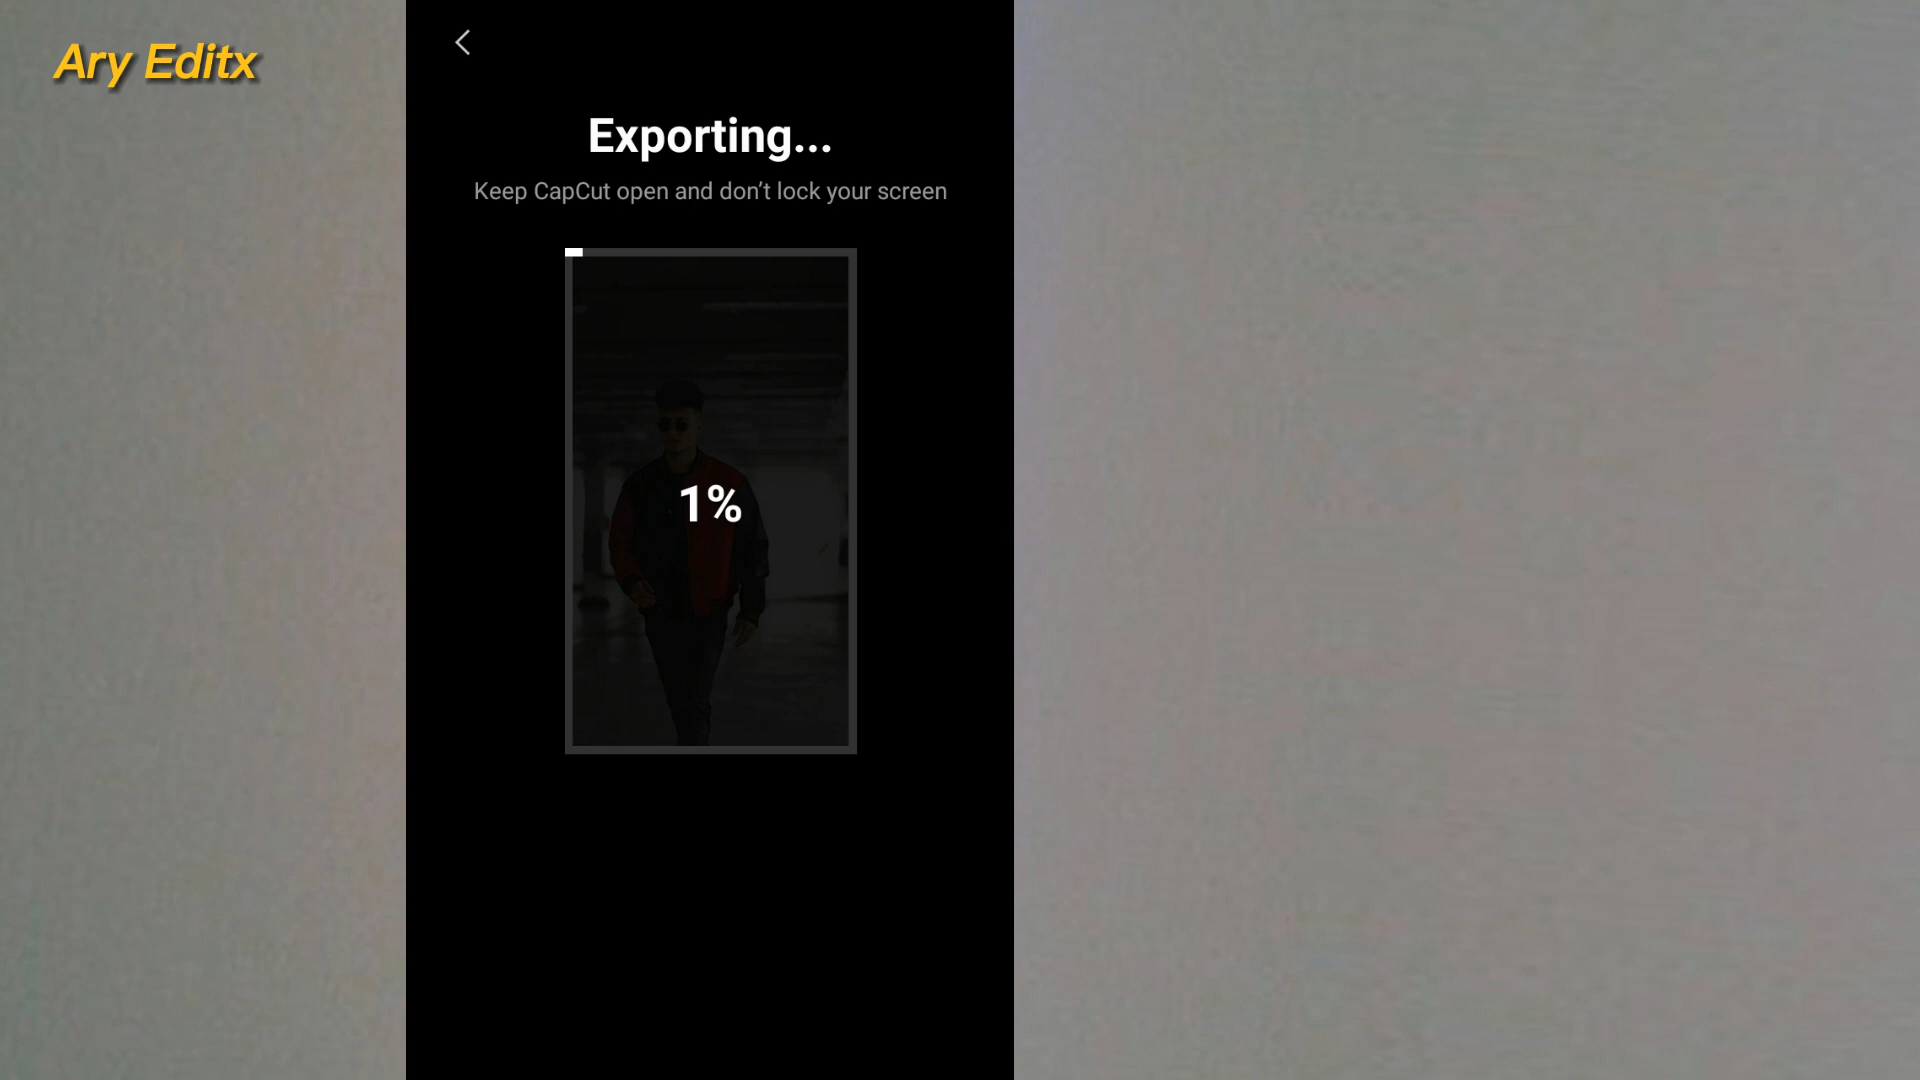 Ary Editx
Exporting...
Keep CapCut open and don’t lock your screen
1%